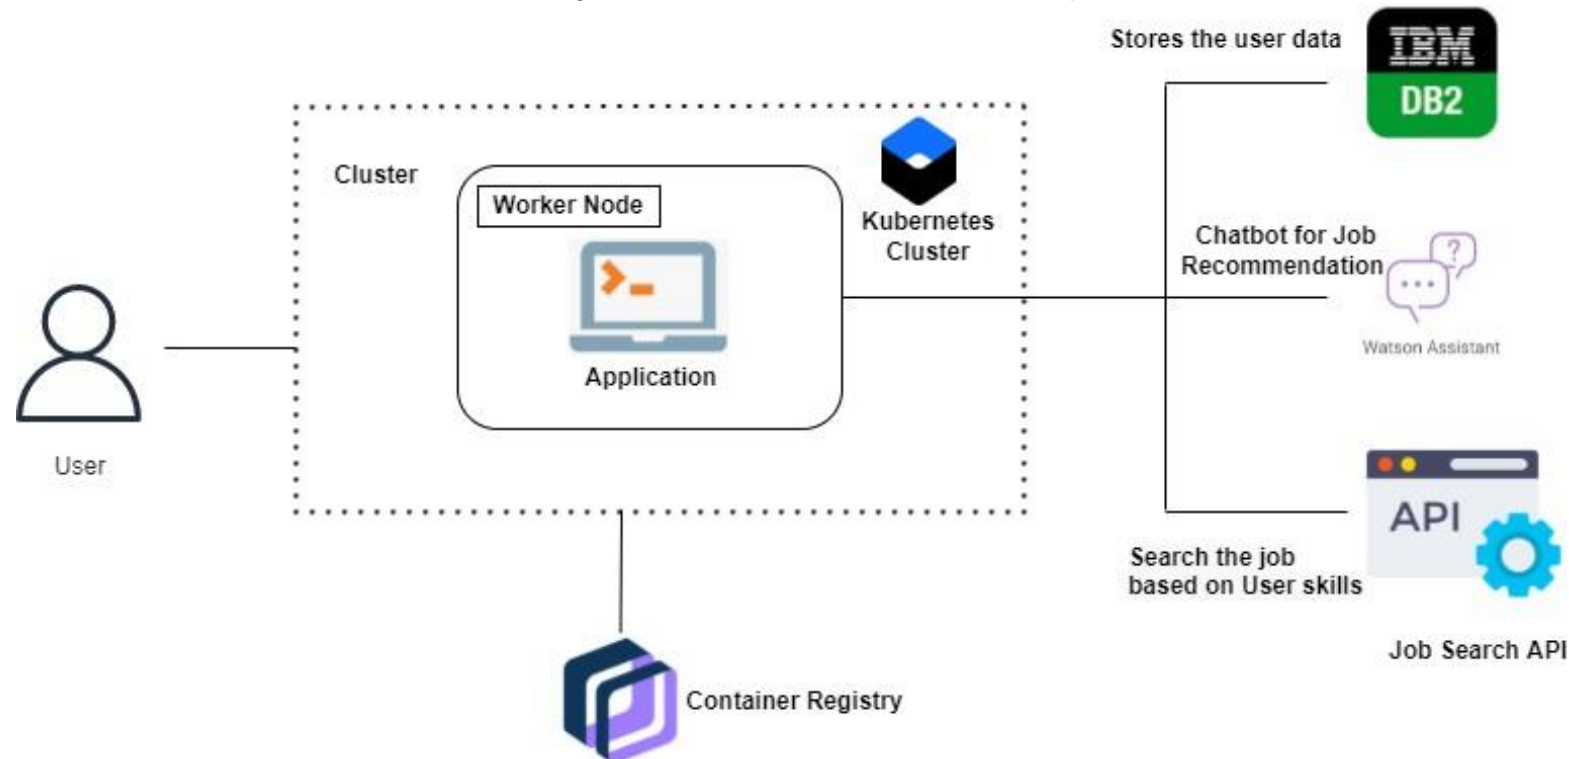 Stores the user data
IBM
DB2
Cluster
Worker Node
Kubernetes
Cluster
Application
Chatbot for Job
Recommendation
?
Watson Assistant
User
API
Search the job
based on User skills
Job Search API
Container Registry